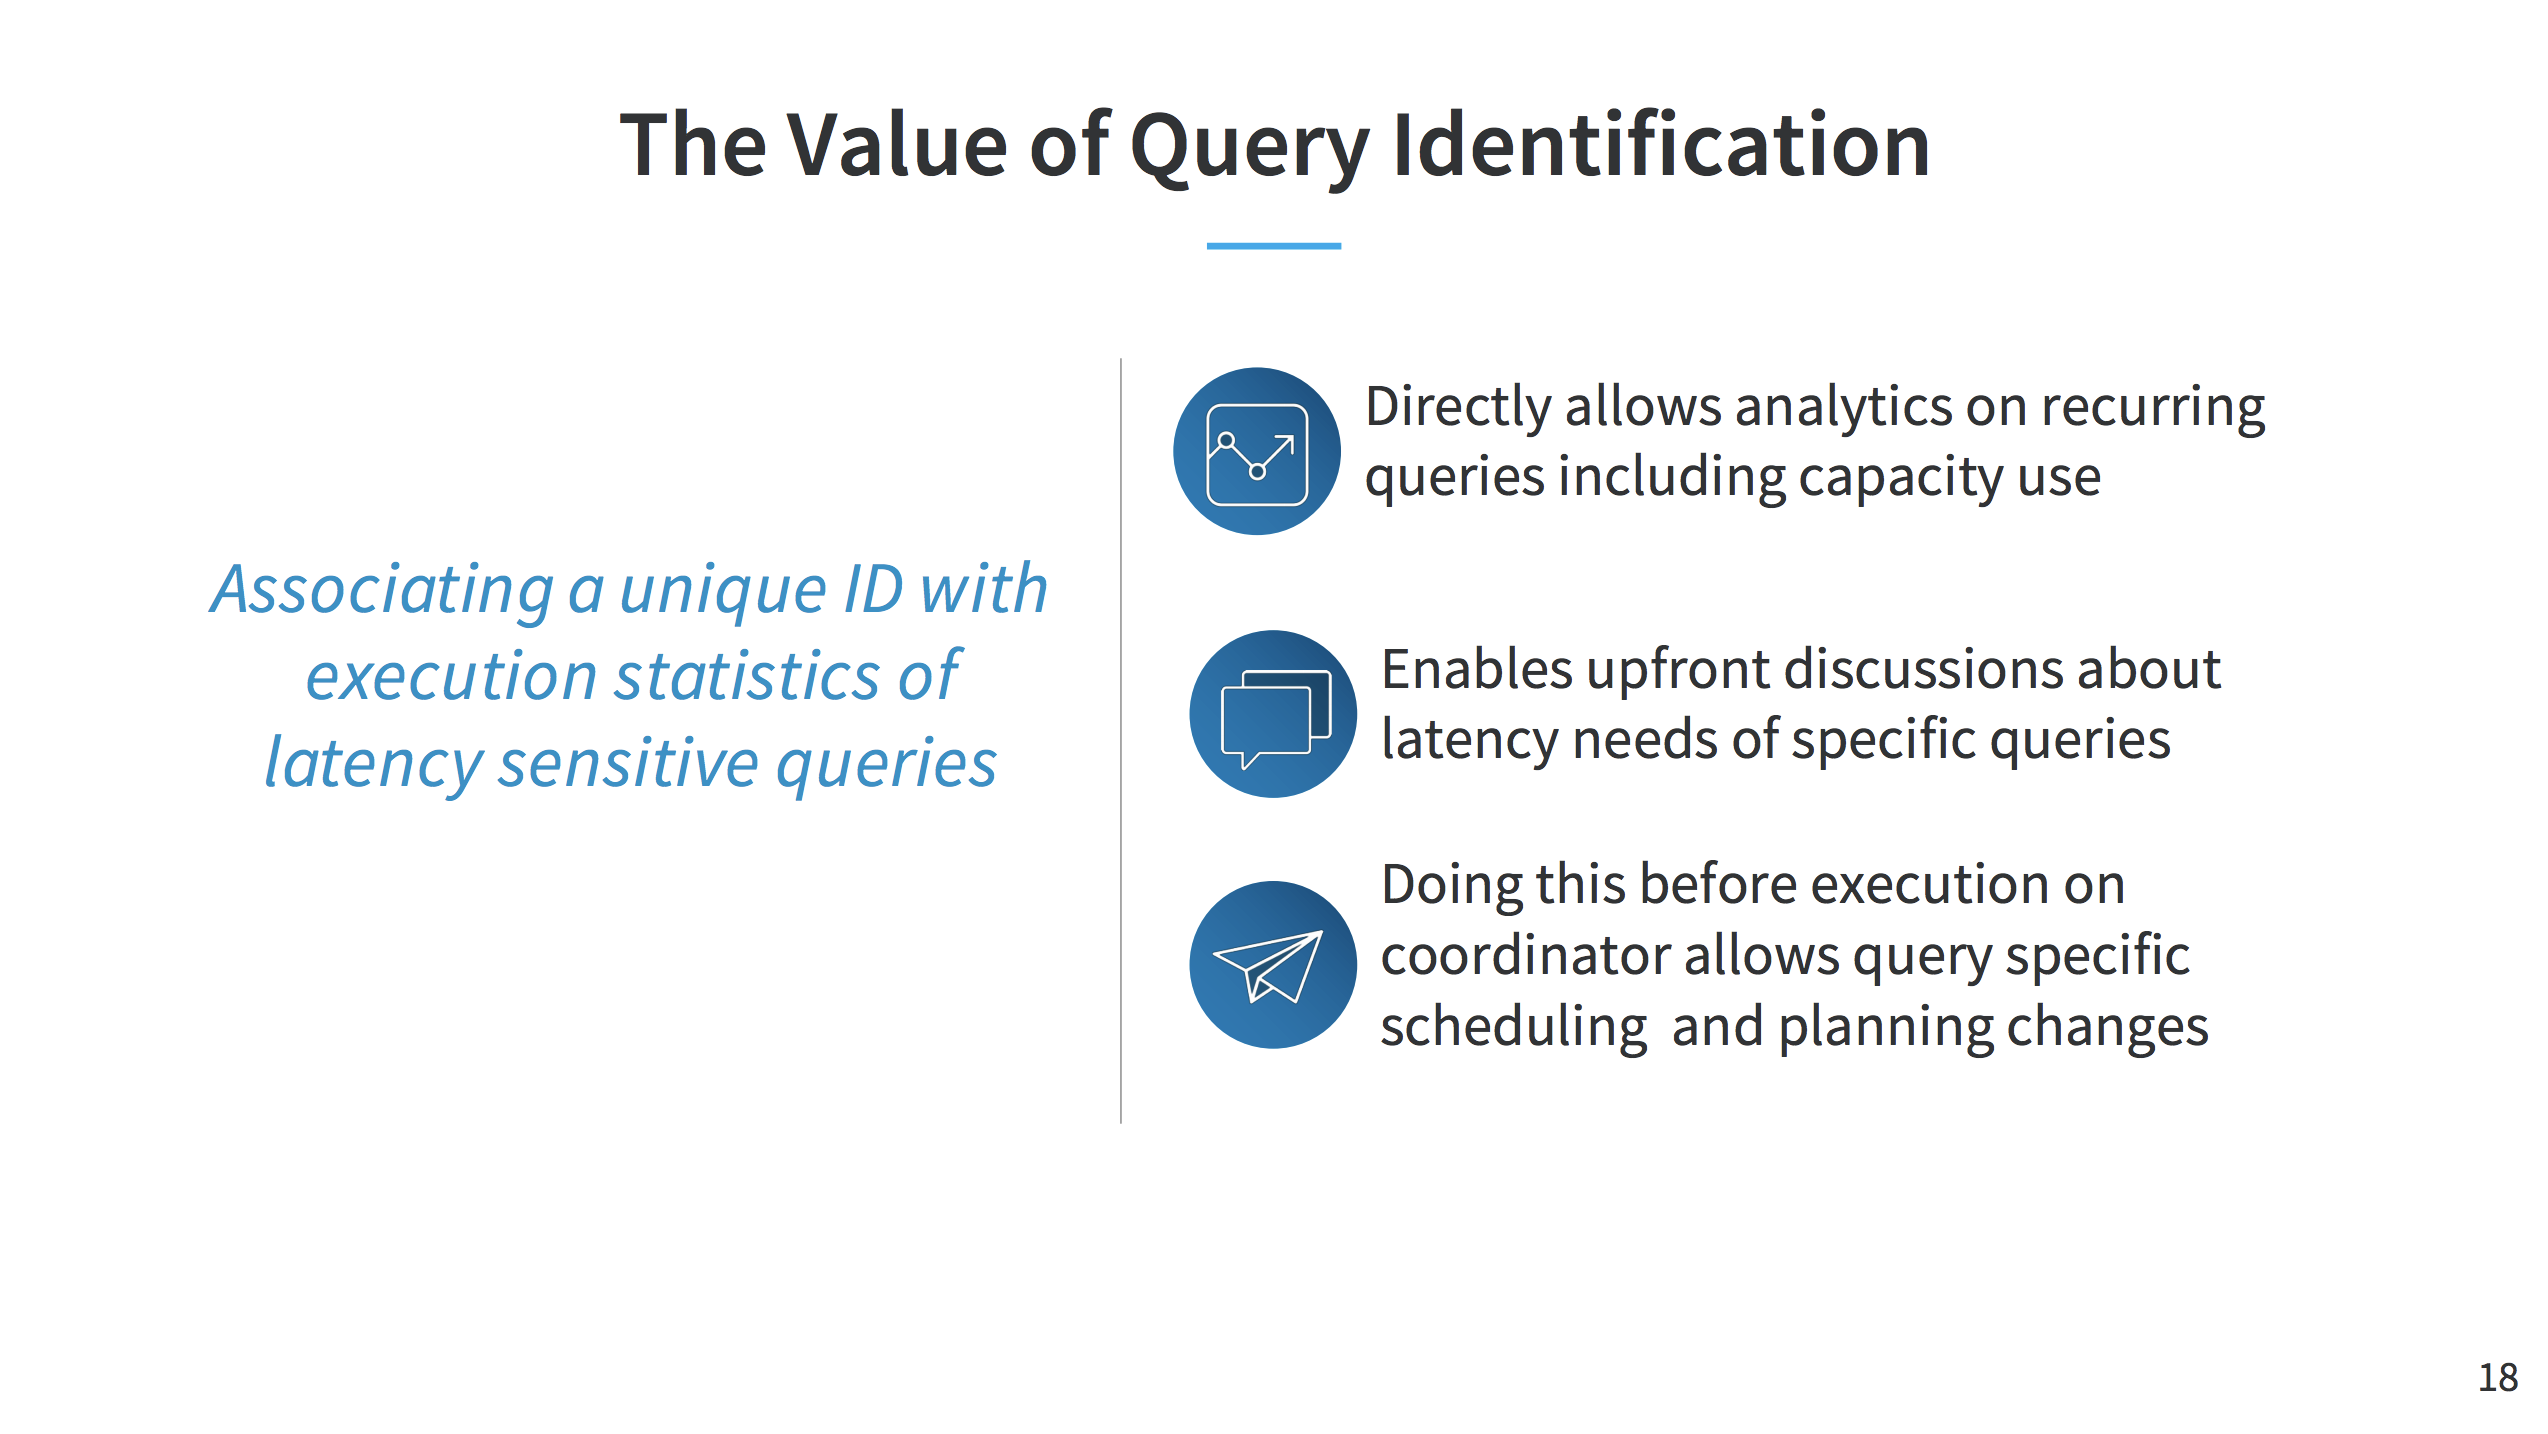 The Value of Query Identification
Associating a unique ID with
execution statistics of
latency sensitive queries
Directly allows analytics on recurring
queries including capacity use
Enables upfront discussions about
latency needs of specific queries
Doing this before execution on
coordinator allows query specific
scheduling  and planning changes
18